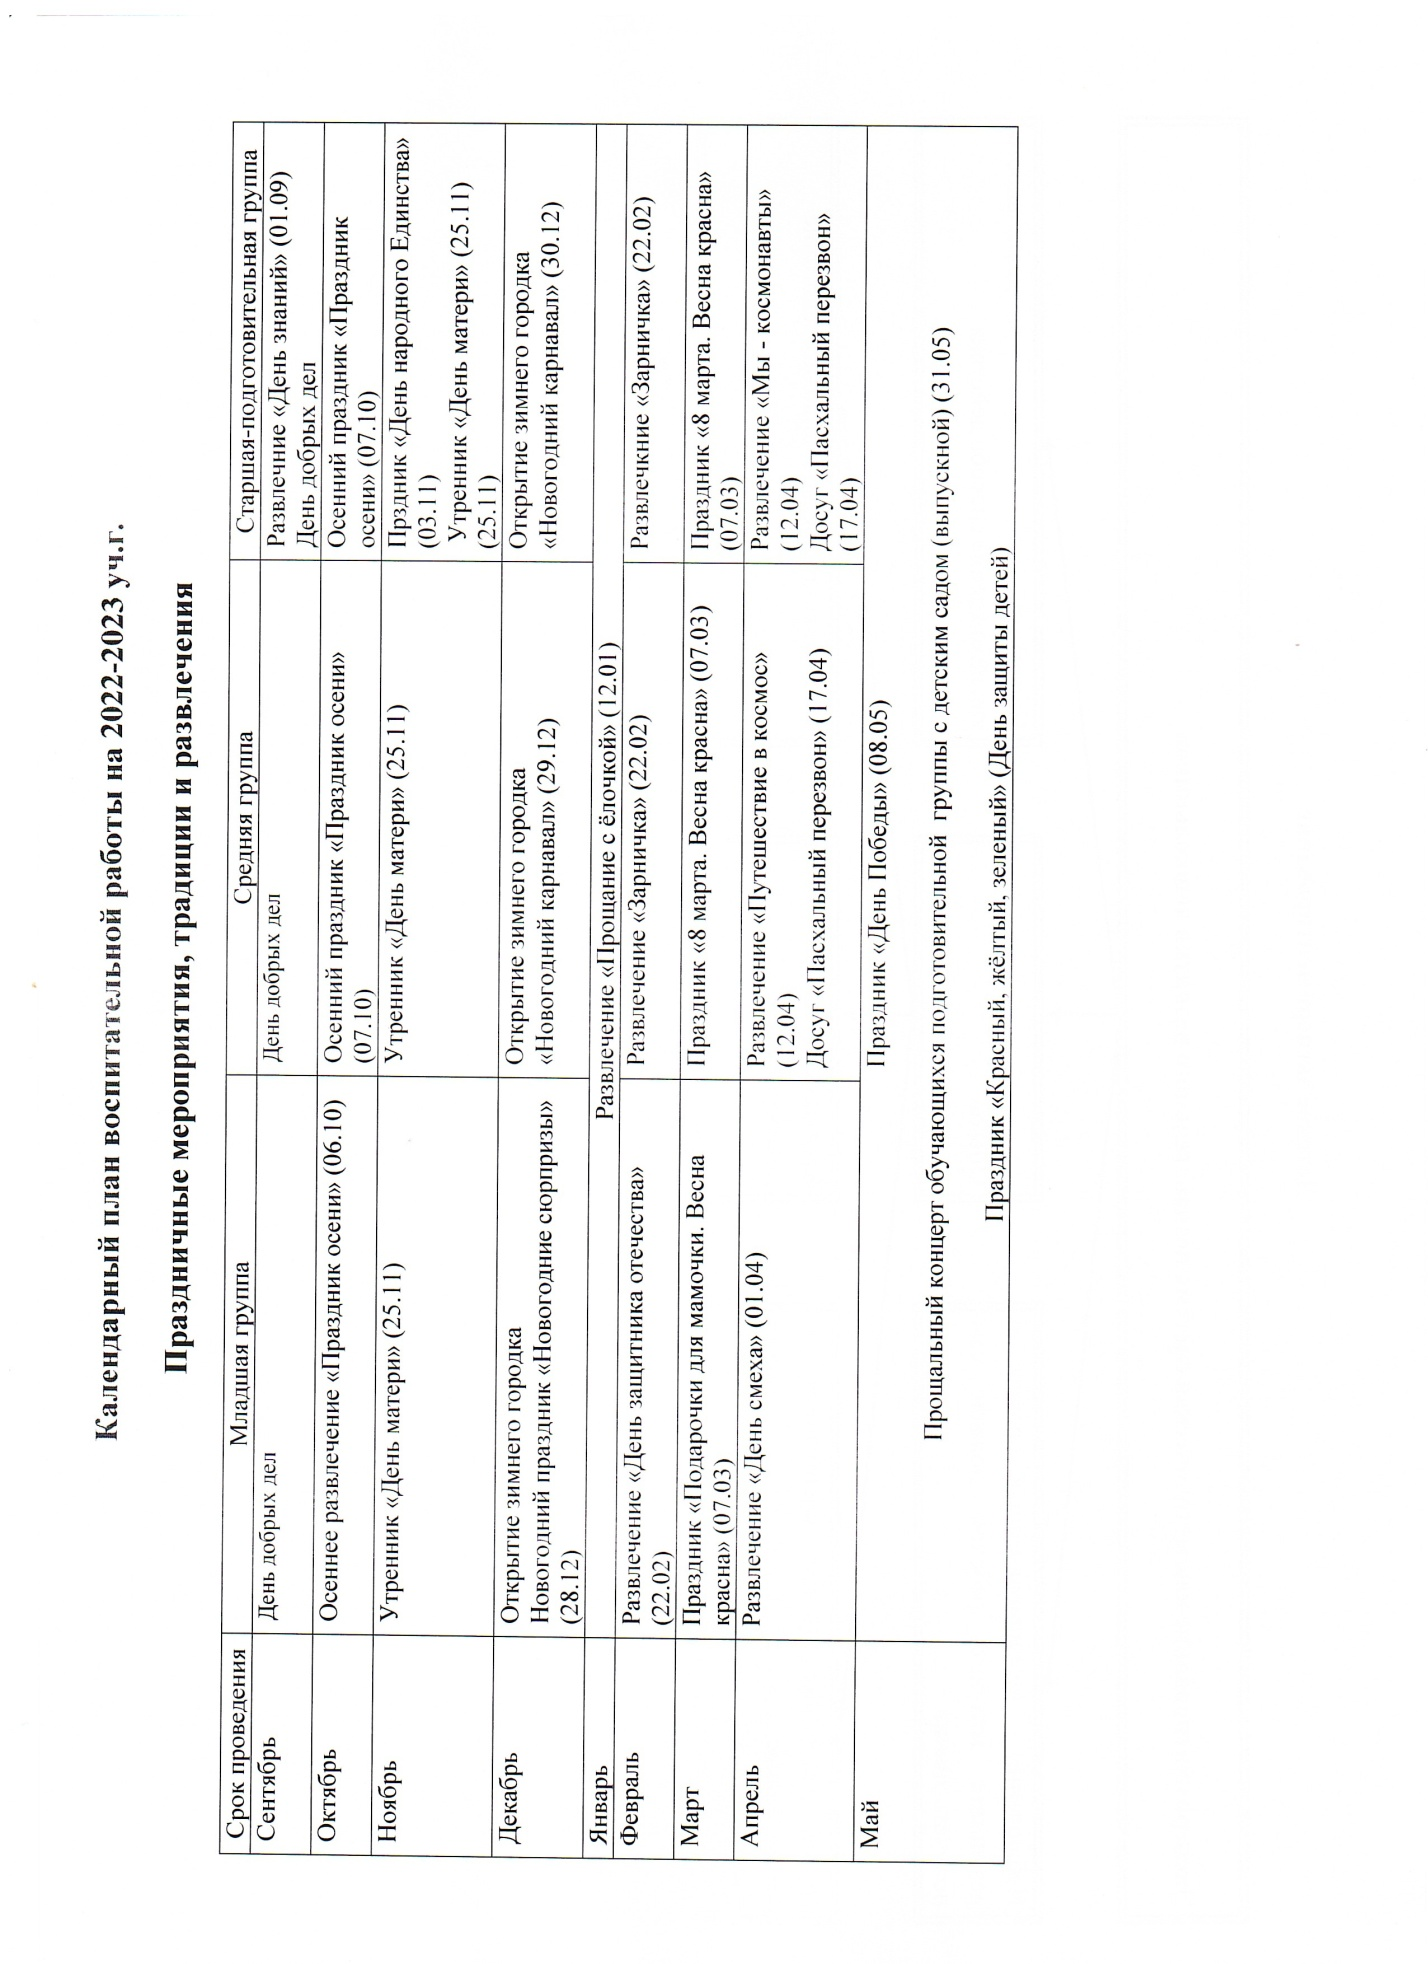 Календарный план воспитательной работы на 2022-2023 уч.г.
Праздничные мероприятия, традиции и развлечения
Срок проведения
Младшая группа
Средняя группа
Старшая-подготовительная группа
Сентябрь
День добрых дел
День добрых дел
Развлечние «День знаний» (01.09)
День добрых дел
Октябрь
Осеннее развлечение «Праздник осени» (06.10)
Осенний праздник «Праздник осени»
(07.10)
Осенний праздник «Праздник
осени» (07.10)
Ноябрь
Утренник «День матери» (25.11)
Утренник «День матери» (25.11)
Прздник «День народного Единства»
(03.11)
Утренник «День матери» (25.11)
(25.11)
Декабрь
Открытие зимнего городка
Новогодний праздник «Новогодние сюрпризы»
(28.12)
Открытие зимнего городка
«Новогодний карнавал» (29.12)
Открытие зимнего городка
«Новогодний карнавал» (30.12)
Январь
Развлечение «Прощание с ёлочкой» (12.01)
Февраль
Развлечение «День защитника отечества»
(22.02)
Развлечение «Зарничка» (22.02)
Развлечкние «Зарничка» (22.02)
Март
Праздник «Подарочки для мамочки. Весна
красна» (07.03)
Праздник «8 марта. Весна красна» (07.03)
Праздник «8 марта. Весна красна»
(07.03)
Апрель
Развлечение «День смеха» (01.04)
Развлечение «Путешествие в космос»
(12.04)
Досуг «Пасхальный перезвон» (17.04)
Развлечение «Мы - космонавты»
(12.04)
Досуг «Пасхальный перезвон»
(17.04)
Май
Праздник «День Победы» (08.05)
Прощальный концерт обучающихся подготовительной группы с детским садом (выпускной) (31.05)
Праздник «Красный, жёлтый, зеленый» (День защиты детей)